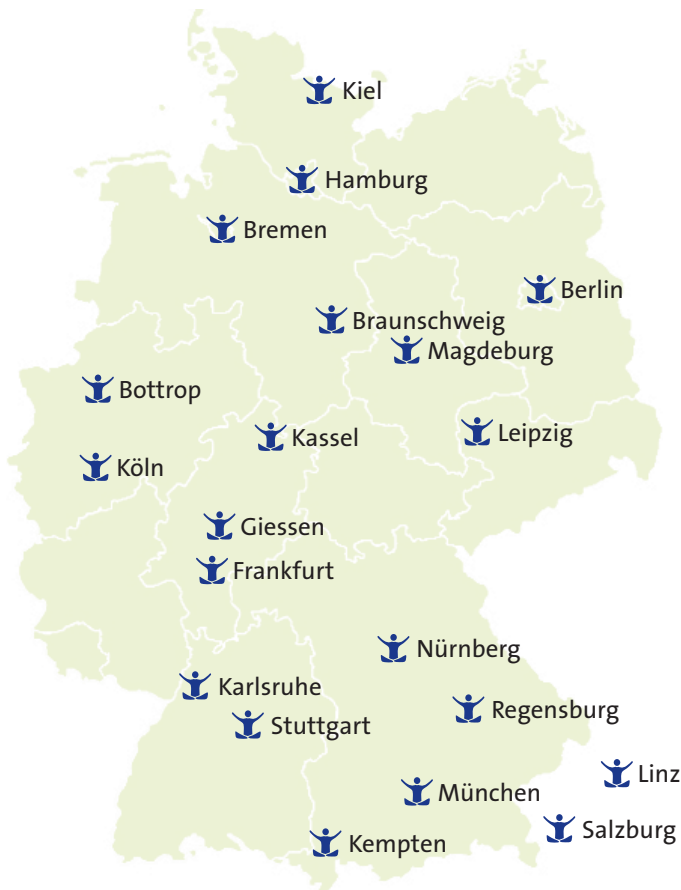 Kiel
Hamburg
Bremen
Berlin
Braunschweig
Magdeburg
Bottrop
Kassel
Leipzig
Köln
Giessen
Frankfurt
Nürnberg
Karlsruhe
Regensburg
Stuttgart
Linz
München
Salzburg
Kempten